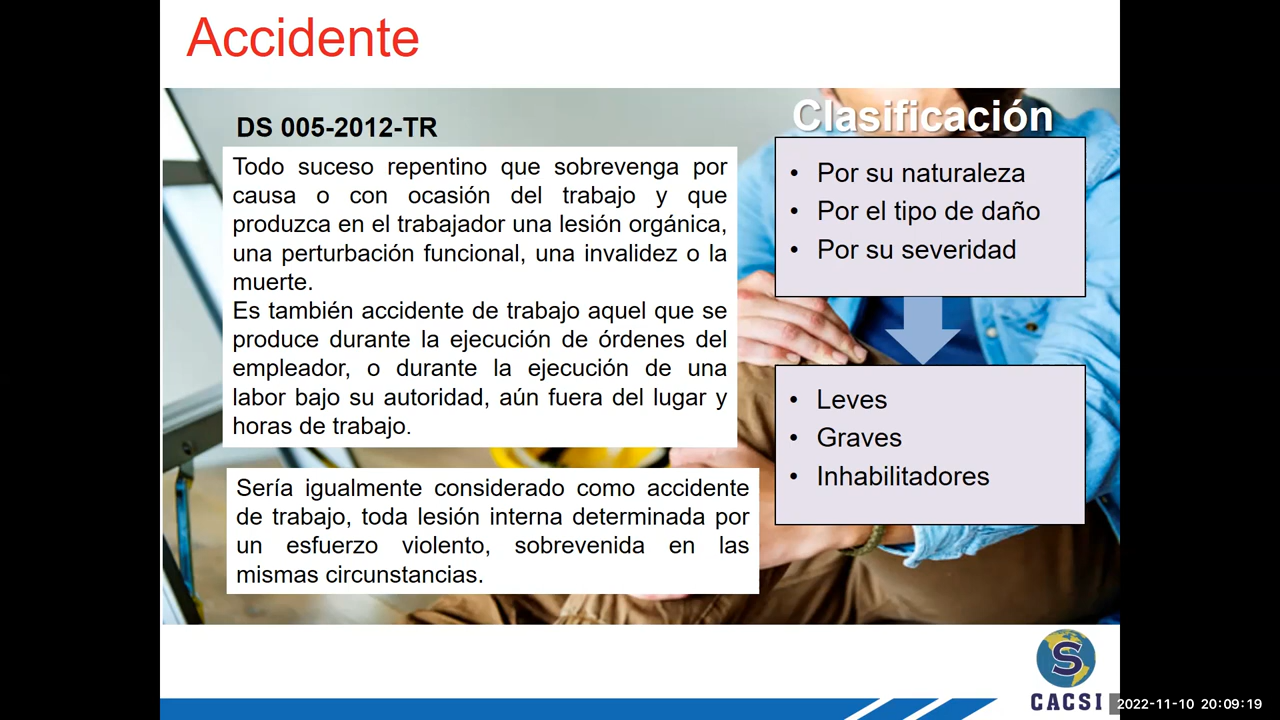 Accidente
DS 005-2012-TR
Todo suceso repentino que sobrevenga por
causa o con ocasión del trabajo y que
produzca en el trabajador una lesión orgánica,
una perturbación funcional, una invalidez o la
muerte.
Es también accidente de trabajo aquel que se
produce durante la ejecución de órdenes del
empleador, o durante la ejecución de una
labor bajo su autoridad, aún fuera del lugar y
horas de trabajo.
Sería igualmente considerado como accidente
de trabajo, toda lesión interna determinada por
un esfuerzo violento, sobrevenida en las
mismas circunstancias.
Clasificación
• Por su naturaleza
• Por el tipo de daño
• Por su severidad
• Leves
• Graves
• Inhabilitadores
S
CACSI
2022-11-10 20:09:19